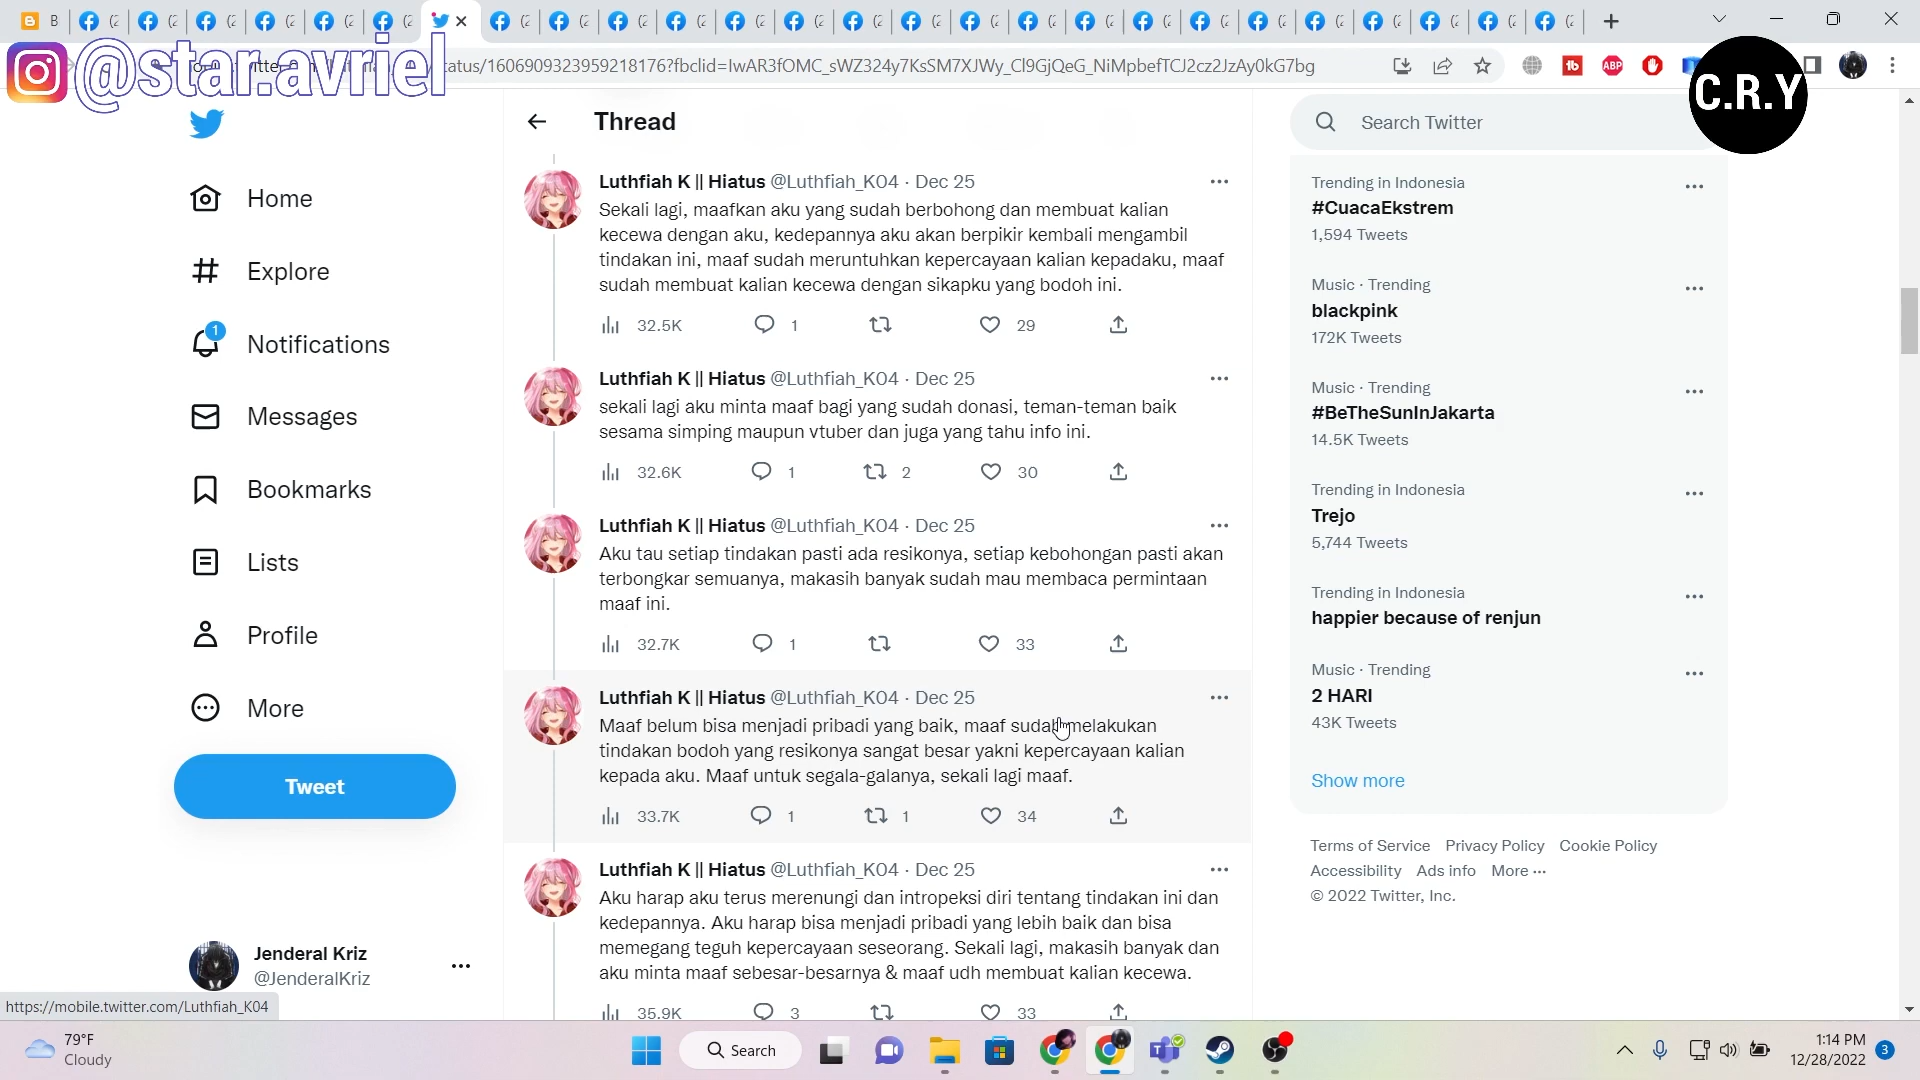 B
@star.avriel
atus/1606909323959218176?fbclid=IwAR3fOMC_sWZ324y7KsSM7XJWy_Cl9GjQeG_NiMpbefTCJ2cz2JzAy0kG7bg
ABP
C.R.Y
Thread
Search Twitter
Home
Explore
1
Notifications
Messages
Bookmarks
Lists
Profile
More
Tweet
Jenderal Kriz
@JenderalKriz
Luthfiah K || Hiatus @Luthfiah_K04 · Dec 25
Sekali lagi, maafkan aku yang sudah berbohong dan membuat kalian
kecewa dengan aku, kedepannya aku akan berpikir kembali mengambil
tindakan ini, maaf sudah meruntuhkan kepercayaan kalian kepadaku, maaf
sudah membuat kalian kecewa dengan sikapku yang bodoh ini.
32.5K 1 29
Luthfiah K || Hiatus @Luthfiah_K04 · Dec 25
sekali lagi aku minta maaf bagi yang sudah donasi, teman-teman baik
sesama simping maupun vtuber dan juga yang tahu info ini.
32.6K 1 2 30
Luthfiah K || Hiatus @Luthfiah_K04 · Dec 25
Aku tau setiap tindakan pasti ada resikonya, setiap kebohongan pasti akan
terbongkar semuanya, makasih banyak sudah mau membaca permintaan
maaf ini.
32.7K 1 33
Luthfiah K || Hiatus @Luthfiah_K04 · Dec 25
Maaf belum bisa menjadi pribadi yang baik, maaf sudah melakukan
tindakan bodoh yang resikonya sangat besar yakni kepercayaan kalian
kepada aku. Maaf untuk segala-galanya, sekali lagi maaf.
33.7K 1 1 34
Luthfiah K || Hiatus @Luthfiah_K04 · Dec 25
Aku harap aku terus merenungi dan intropeksi diri tentang tindakan ini dan
kedepannya. Aku harap bisa menjadi pribadi yang lebih baik dan bisa
memegang teguh kepercayaan seseorang. Sekali lagi, makasih banyak dan
aku minta maaf sebesar-besarnya & maaf udh membuat kalian kecewa.
35.9K 3 33
Trending in Indonesia
#CuacaEkstrem
1,594 Tweets
Music · Trending
blackpink
172K Tweets
Music · Trending
#BeTheSunInJakarta
14.5K Tweets
Trending in Indonesia
Trejo
5,744 Tweets
Trending in Indonesia
happier because of renjun
Music · Trending
2 HARI
43K Tweets
Show more
Terms of Service Privacy Policy Cookie Policy
Accessibility Ads info More ···
© 2022 Twitter, Inc.
https://mobile.twitter.com/Luthfiah_K04
79°F
Cloudy
Search
1:14 PM
12/28/2022
3